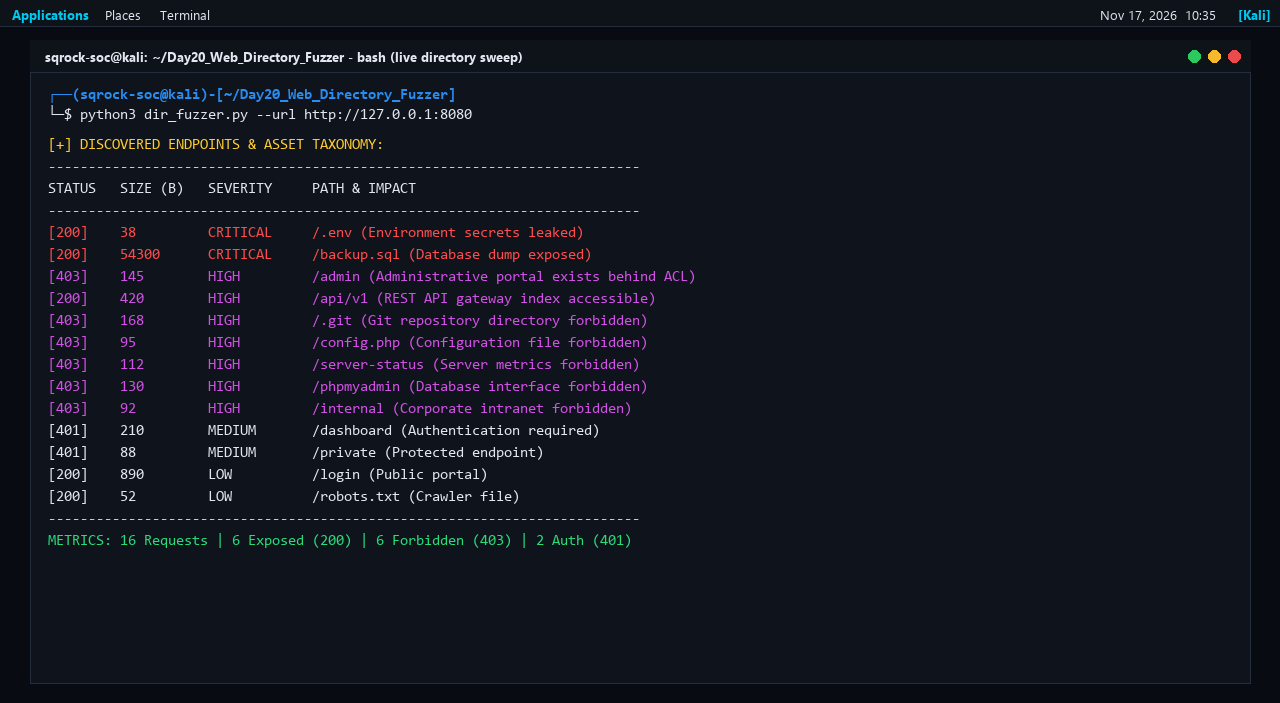 Applications Places Terminal Nov 17, 2026 10:35 [Kali]
sqrock-soc@kali: ~/Day20_Web_Directory_Fuzzer - bash (live directory sweep)
┌──(sqrock-soc@kali)-[~/Day20_Web_Directory_Fuzzer]
└─$ python3 dir_fuzzer.py --url http://127.0.0.1:8080
[+] DISCOVERED ENDPOINTS & ASSET TAXONOMY:
--------------------------------------------------------------------------
STATUS   SIZE (B)   SEVERITY     PATH & IMPACT
--------------------------------------------------------------------------
[200]    38         CRITICAL     /.env (Environment secrets leaked)
[200]    54300      CRITICAL     /backup.sql (Database dump exposed)
[403]    145        HIGH         /admin (Administrative portal exists behind ACL)
[200]    420        HIGH         /api/v1 (REST API gateway index accessible)
[403]    168        HIGH         /.git (Git repository directory forbidden)
[403]    95         HIGH         /config.php (Configuration file forbidden)
[403]    112        HIGH         /server-status (Server metrics forbidden)
[403]    130        HIGH         /phpmyadmin (Database interface forbidden)
[403]    92         HIGH         /internal (Corporate intranet forbidden)
[401]    210        MEDIUM       /dashboard (Authentication required)
[401]    88         MEDIUM       /private (Protected endpoint)
[200]    890        LOW          /login (Public portal)
[200]    52         LOW          /robots.txt (Crawler file)
--------------------------------------------------------------------------
METRICS: 16 Requests | 6 Exposed (200) | 6 Forbidden (403) | 2 Auth (401)